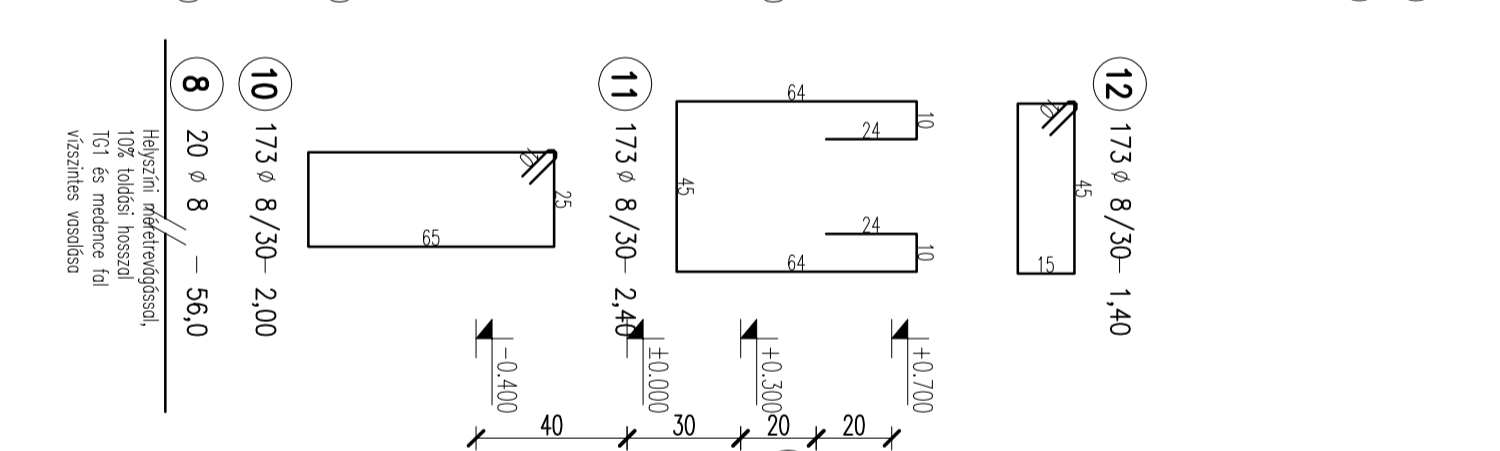 12 173 ø 8/30– 1,40
45
15
11 173 ø 8/30– 2,40
64
10
24
45
24
10
64
10 173 ø 8/30– 2,00
25
65
8 20 ø 8 – 56,0
Helyszíni méretrevágással,
10% toldási hosszal
TG1 és medence fal
vízszintes vasalása
-0.400
±0.000
+0.300
+0.700
40
30
20
20